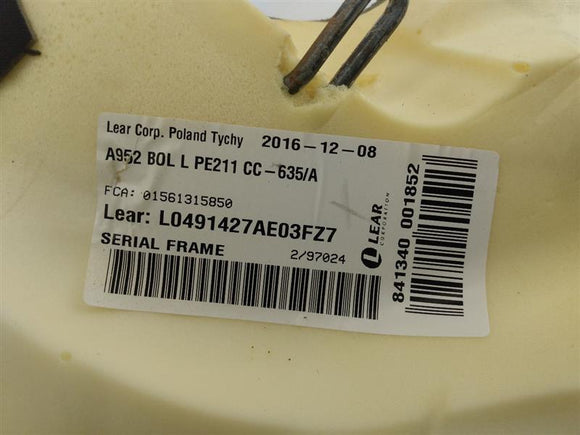 Lear Corp. Poland Tychy 2016-12-08
A952 BOL L PE211 CC-635/A
FCA: 01561315850
Lear: L0491427AE03FZ7
SERIAL FRAME 2/97024
LEAR
CORPORATION
841340 001852